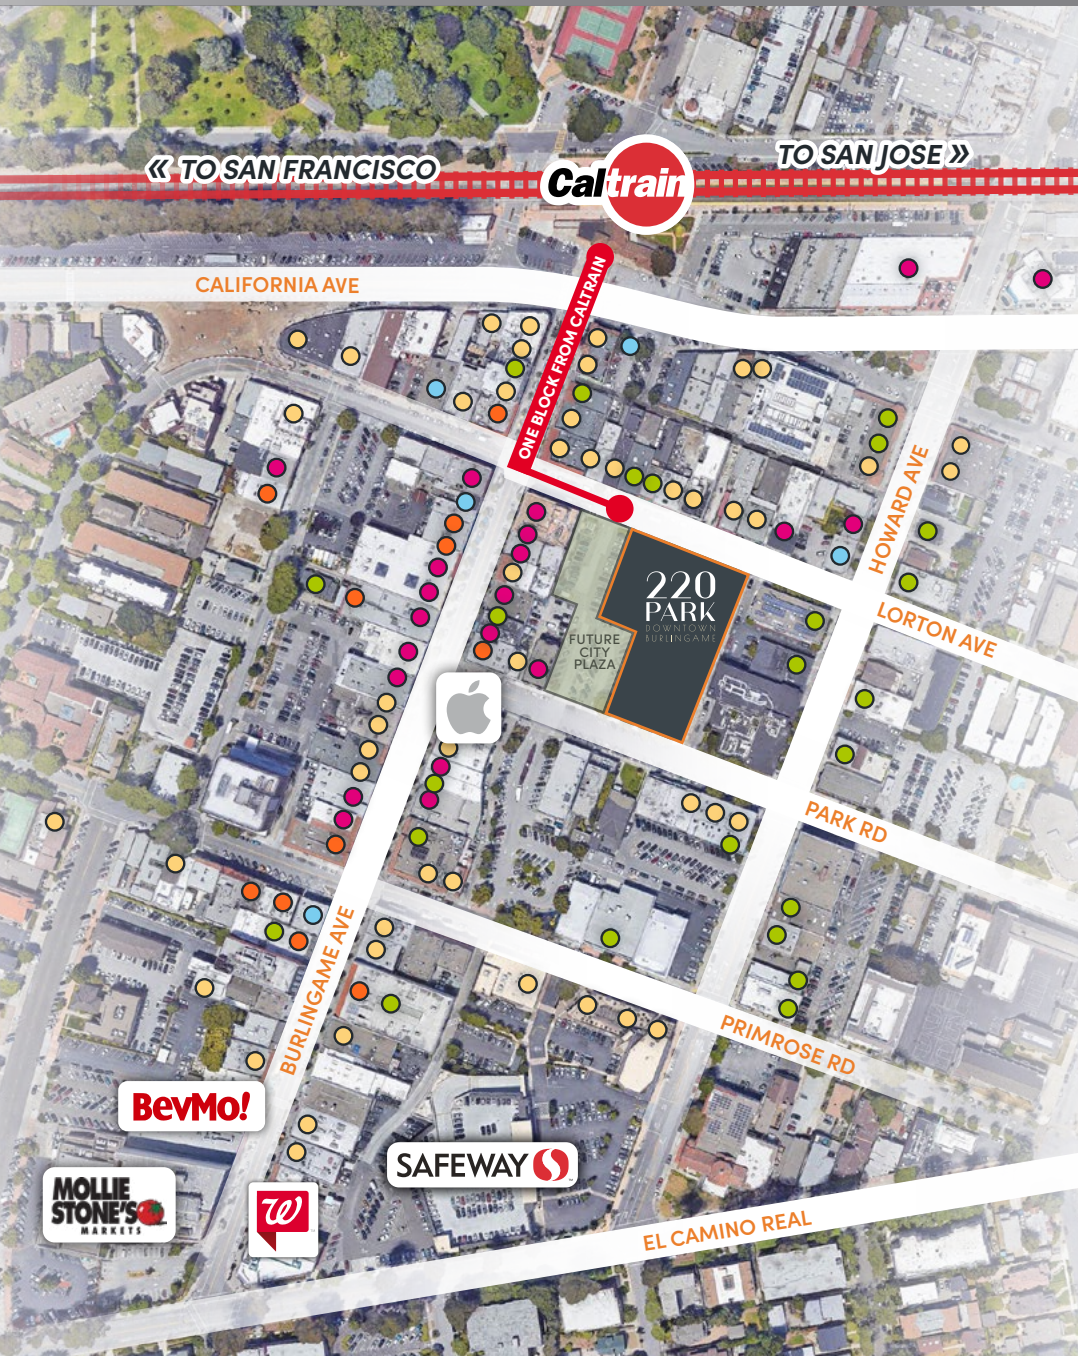 « TO SAN FRANCISCO
TO SAN JOSE »
Caltrain
CALIFORNIA AVE
ONE BLOCK FROM CALTRAIN
HOWARD AVE
220
PARK
DOWNTOWN
BURLINGAME
FUTURE
CITY
PLAZA
LORTON AVE
PARK RD
BURLINGAME AVE
PRIMROSE RD
BEVMO!
SAFEWAY
MOLLIE
STONE'S
MARKETS
W
EL CAMINO REAL